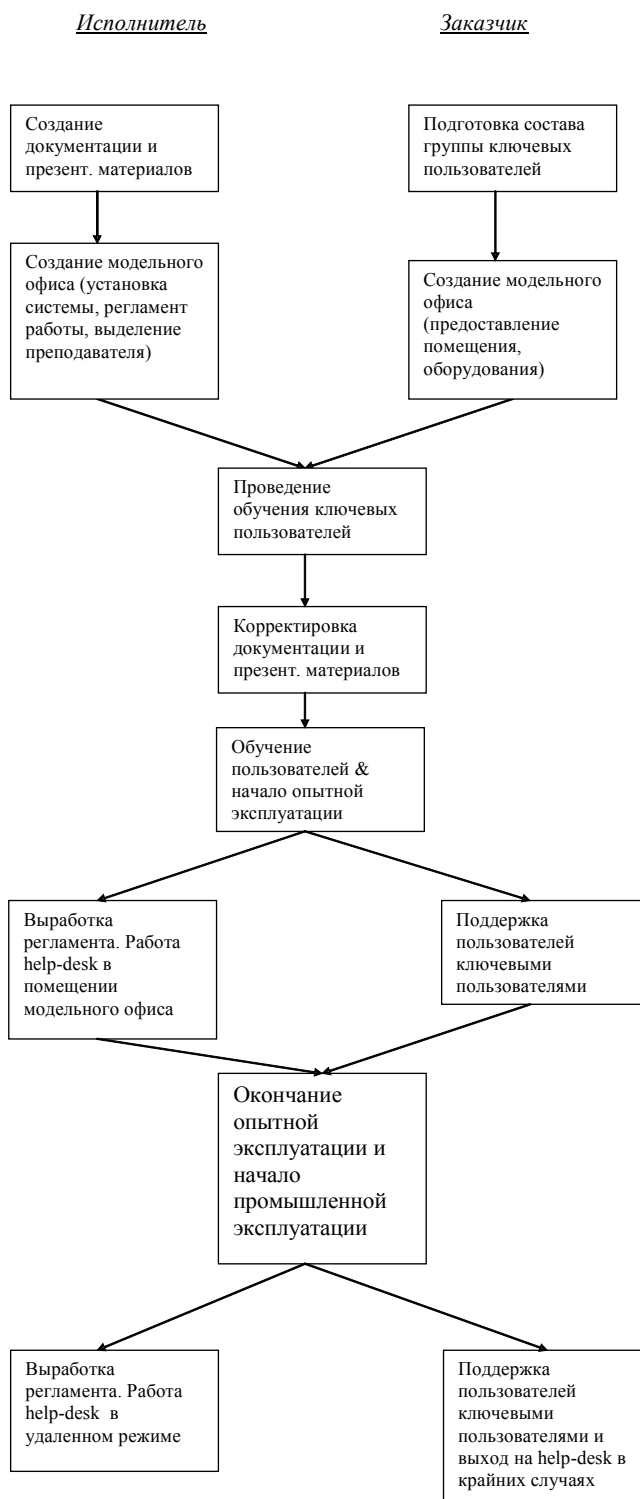 Исполнитель
Заказчик
Создание
документации и
презент. материалов
Подготовка состава
группы ключевых
пользователей
Создание модельного
офиса (установка
системы, регламент
работы, выделение
преподавателя)
Создание модельного
офиса
(предоставление
помещения,
оборудования)
Проведение
обучения ключевых
пользователей
Корректировка
документации и
презент. материалов
Обучение
пользователей &
начало опытной
эксплуатации
Выработка
регламента. Работа
help-desk в
помещении
модельного офиса
Поддержка
пользователей
ключевыми
пользователями
Окончание
опытной
эксплуатации и
начало
промышленной
эксплуатации
Выработка
регламента. Работа
help-desk в
удаленном режиме
Поддержка
пользователей
ключевыми
пользователями и
выход на help-desk в
крайних случаях